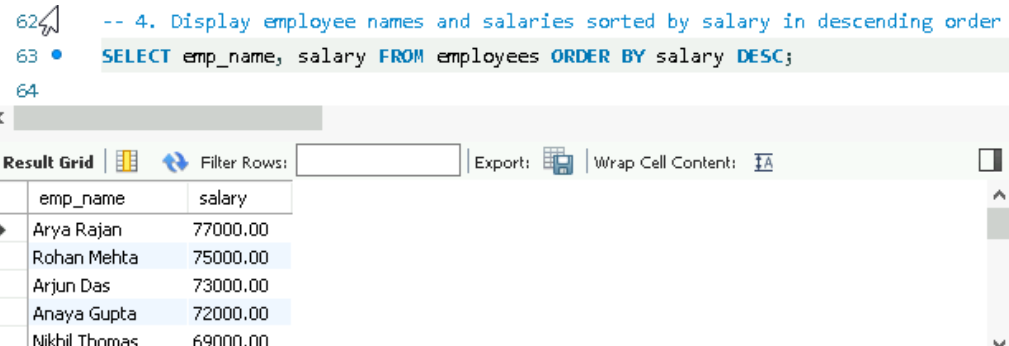 62 -- 4. Display employee names and salaries sorted by salary in descending order
63 SELECT emp_name, salary FROM employees ORDER BY salary DESC;
64
Result Grid Filter Rows: Export: Wrap Cell Content: IA
emp_name salary
Arya Rajan 77000.00
Rohan Mehta 75000.00
Arjun Das 73000.00
Anaya Gupta 72000.00
Nikhil Thomas 69000.00